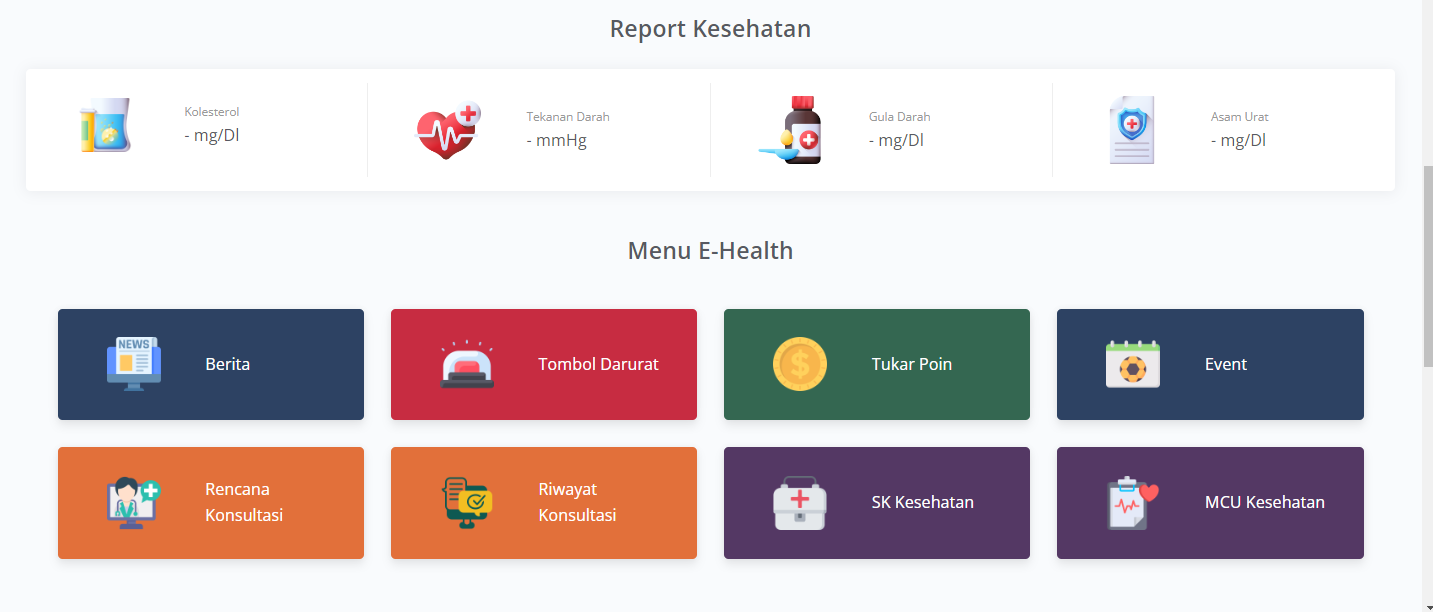 Report Kesehatan
Kolesterol
- mg/Dl
Tekanan Darah
- mmHg
Gula Darah
- mg/Dl
Asam Urat
- mg/Dl
Menu E-Health
NEWS
Berita
Tombol Darurat
$
Tukar Poin
Event
Rencana
Konsultasi
Riwayat
Konsultasi
SK Kesehatan
MCU Kesehatan